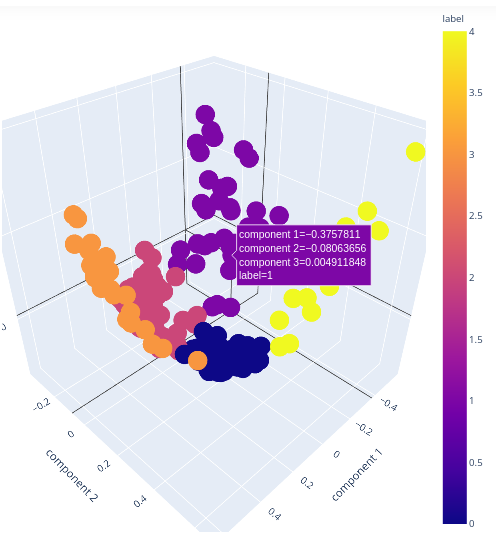 label
4
3.5
3
2.5
2
1.5
1
0.5
0
component 1=−0.3757811
component 2=−0.08063656
component 3=0.004911848
label=1
−0.2
0
0.2
0.4
component 2
−0.4
−0.2
0
0.2
0.4
component 1